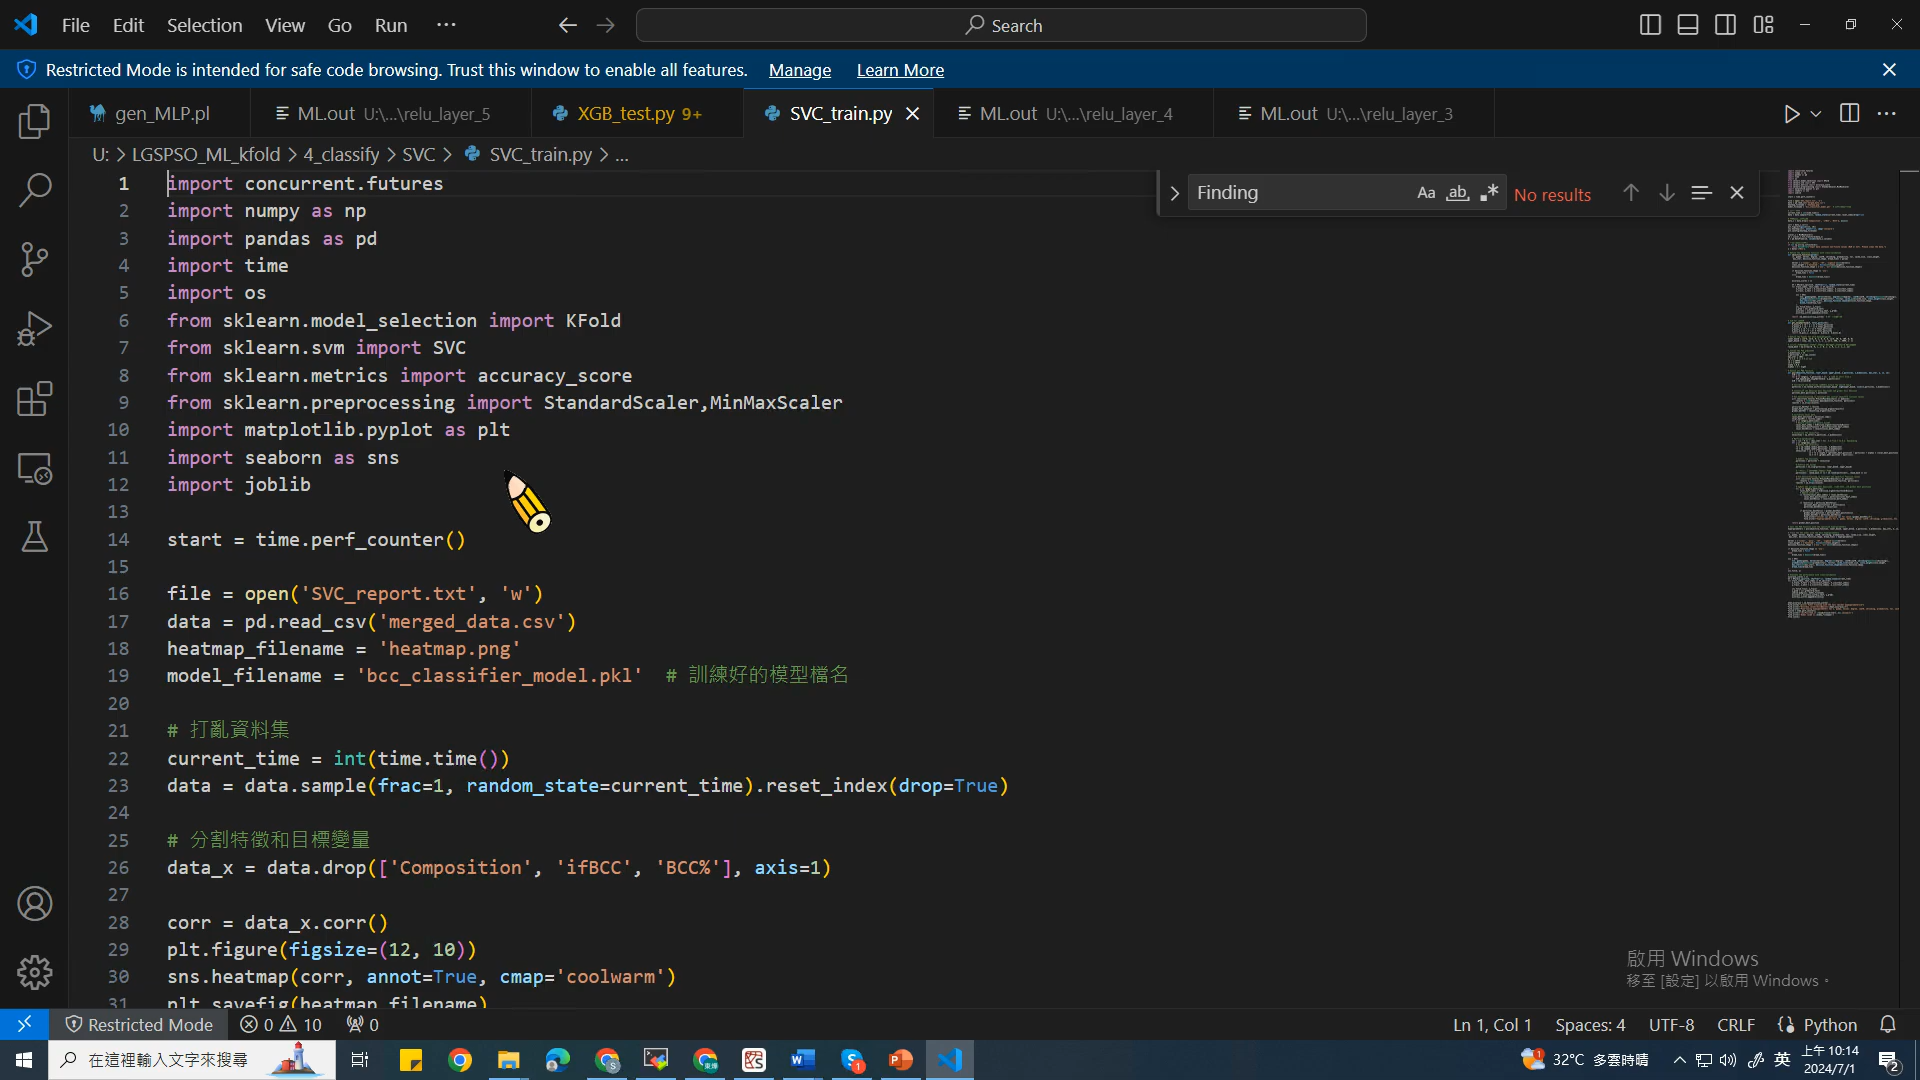 File Edit Selection View Go Run ··· Search
Restricted Mode is intended for safe code browsing. Trust this window to enable all features. Manage Learn More
gen_MLP.pl ML.out U:\...\relu_layer_5 XGB_test.py 9+ SVC_train.py ML.out U:\...\relu_layer_4 ML.out U:\...\relu_layer_3
U: > LGSPSO_ML_kfold > 4_classify > SVC > SVC_train.py > ...
Finding Aa ab .* No results
1 import concurrent.futures
2 import numpy as np
3 import pandas as pd
4 import time
5 import os
6 from sklearn.model_selection import KFold
7 from sklearn.svm import SVC
8 from sklearn.metrics import accuracy_score
9 from sklearn.preprocessing import StandardScaler,MinMaxScaler
10 import matplotlib.pyplot as plt
11 import seaborn as sns
12 import joblib
13
14 start = time.perf_counter()
15
16 file = open('SVC_report.txt', 'w')
17 data = pd.read_csv('merged_data.csv')
18 heatmap_filename = 'heatmap.png'
19 model_filename = 'bcc_classifier_model.pkl'  # 訓練好的模型檔名
20
21 # 打亂資料集
22 current_time = int(time.time())
23 data = data.sample(frac=1, random_state=current_time).reset_index(drop=True)
24
25 # 分割特徵和目標變量
26 data_x = data.drop(['Composition', 'ifBCC', 'BCC%'], axis=1)
27
28 corr = data_x.corr()
29 plt.figure(figsize=(12, 10))
30 sns.heatmap(corr, annot=True, cmap='coolwarm')
31 plt.savefig(heatmap_filename)
啟用 Windows
移至 [設定] 以啟用 Windows。
Restricted Mode 0 10 0 Ln 1, Col 1 Spaces: 4 UTF-8 CRLF Python
在這裡輸入文字來搜尋 32°C 多雲時晴 英 上午 10:14
2024/7/1 2